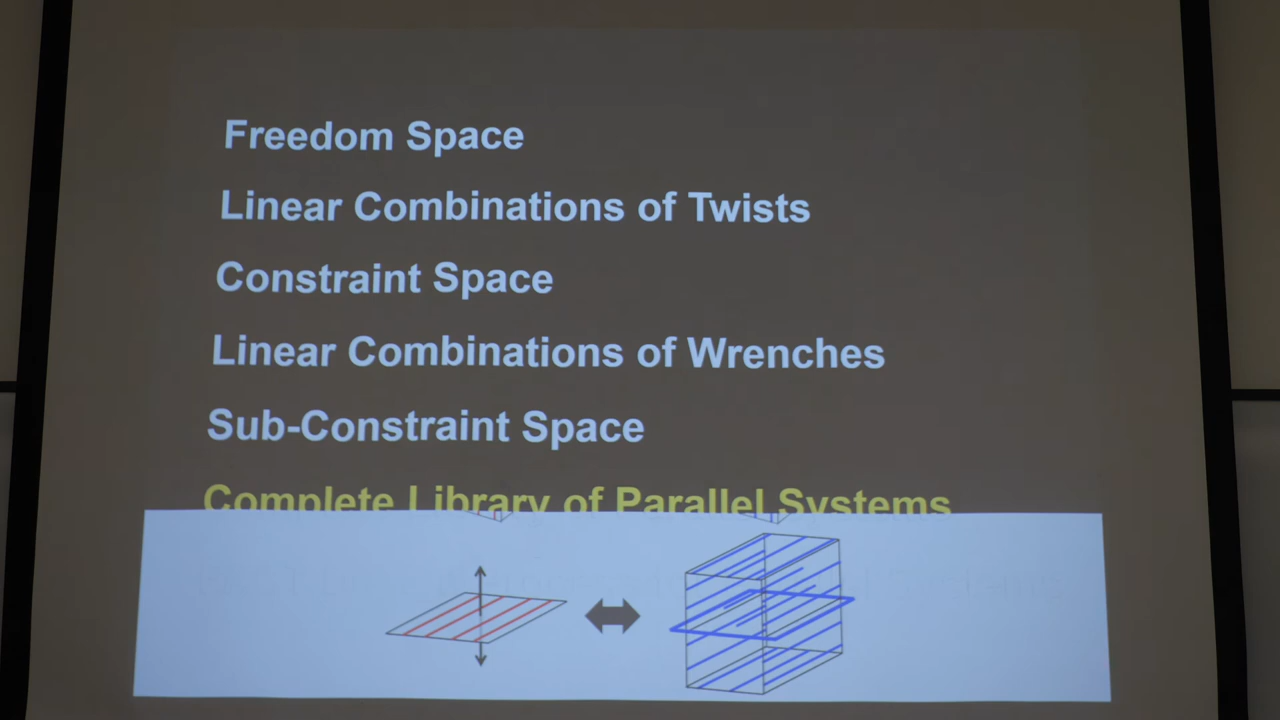 Freedom Space
Linear Combinations of Twists
Constraint Space
Linear Combinations of Wrenches
Sub-Constraint Space
Complete Library of Parallel Systems